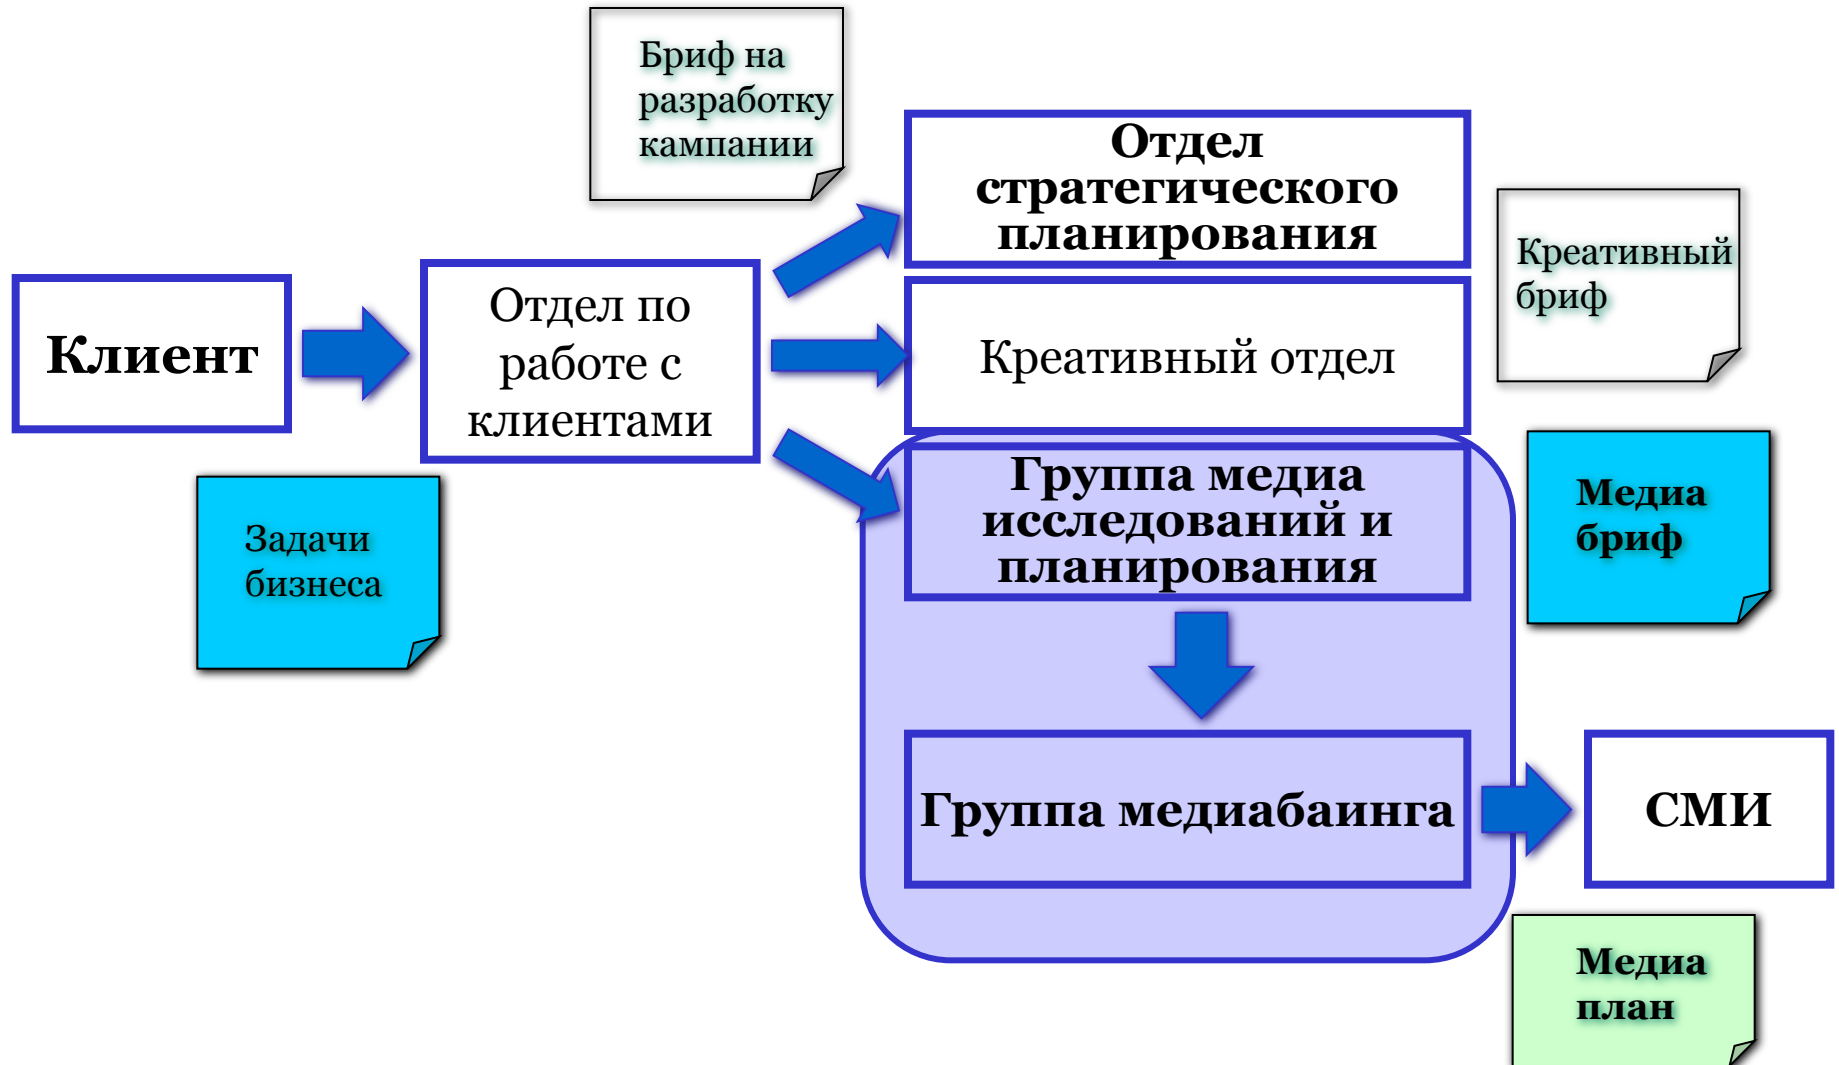 Бриф на
разработку
кампании
Отдел
стратегического
планирования
Креативный
бриф
Клиент
Отдел по
работе с
клиентами
Креативный отдел
Задачи
бизнеса
Группа медиа
исследований и
планирования
Медиа
бриф
Группа медиабаинга
СМИ
Медиа
план